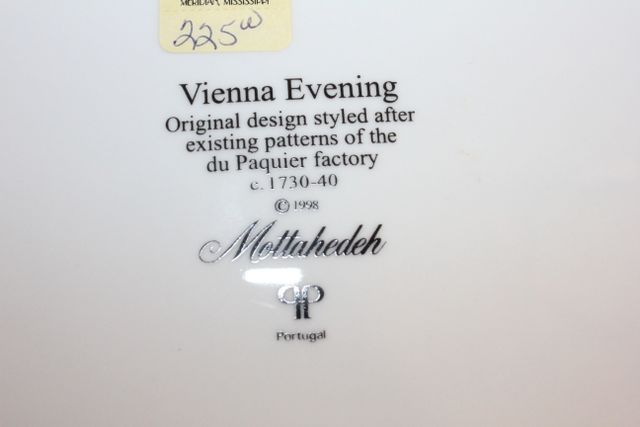 MERIDIAN, MISSISSIPPI
225 w
Vienna Evening
Original design styled after
existing patterns of the
du Paquier factory
c. 1730-40
© 1998
Mottahedeh
Portugal